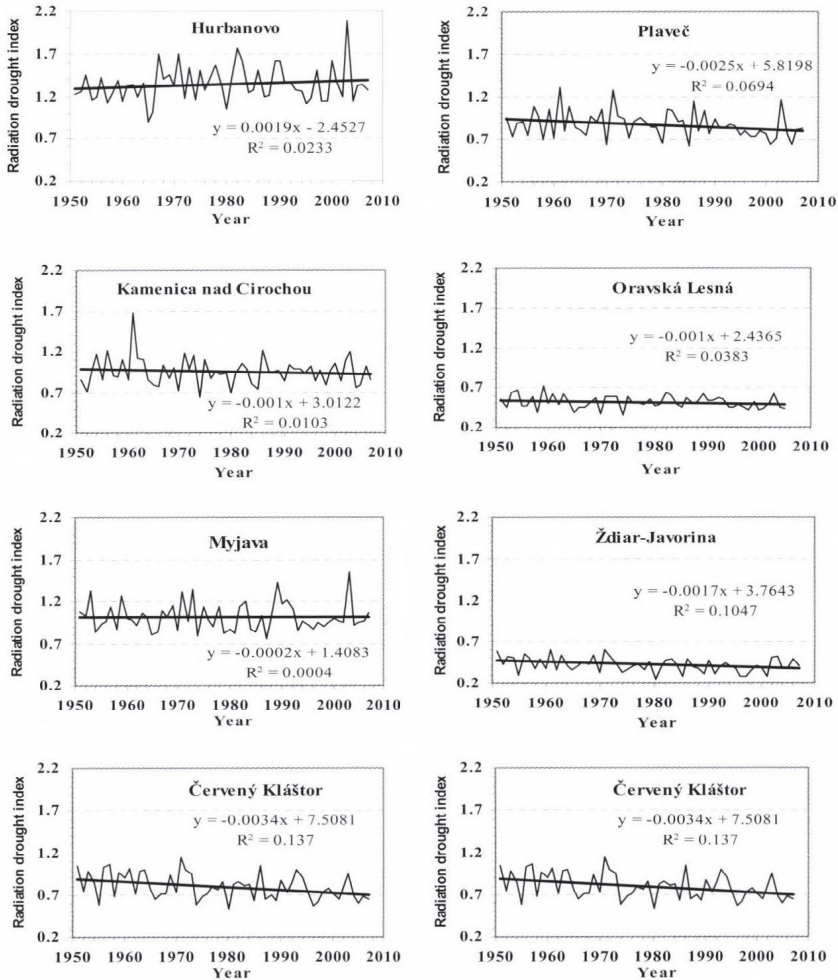 Radiation drought index
2.2
Hurbanovo
1.7
1.2
0.7
y = 0.0019x - 2.4527
R² = 0.0233
0.2
1950 1960 1970 1980 1990 2000 2010
Year
Radiation drought index
2.2
Plaveč
1.7
y = -0.0025x + 5.8198
R² = 0.0694
1.2
0.7
0.2
1950 1960 1970 1980 1990 2000 2010
Year
Radiation drought index
2.2
Kamenica nad Cirochou
1.7
1.2
0.7
y = -0.001x + 3.0122
R² = 0.0103
0.2
1950 1960 1970 1980 1990 2000 2010
Year
Radiation drought index
2.2
Oravská Lesná
1.7
y = -0.001x + 2.4365
R² = 0.0383
1.2
0.7
0.2
1950 1960 1970 1980 1990 2000 2010
Year
Radiation drought index
2.2
Myjava
1.7
1.2
0.7
y = -0.0002x + 1.4083
R² = 0.0004
0.2
1950 1960 1970 1980 1990 2000 2010
Year
Radiation drought index
2.2
Ždiar-Javorina
1.7
y = -0.0017x + 3.7643
R² = 0.1047
1.2
0.7
0.2
1950 1960 1970 1980 1990 2000 2010
Year
Radiation drought index
2.2
Červený Kláštor
1.7
y = -0.0034x + 7.5081
R² = 0.137
1.2
0.7
0.2
1950 1960 1970 1980 1990 2000 2010
Year
Radiation drought index
2.2
Červený Kláštor
1.7
y = -0.0034x + 7.5081
R² = 0.137
1.2
0.7
0.2
1950 1960 1970 1980 1990 2000 2010
Year